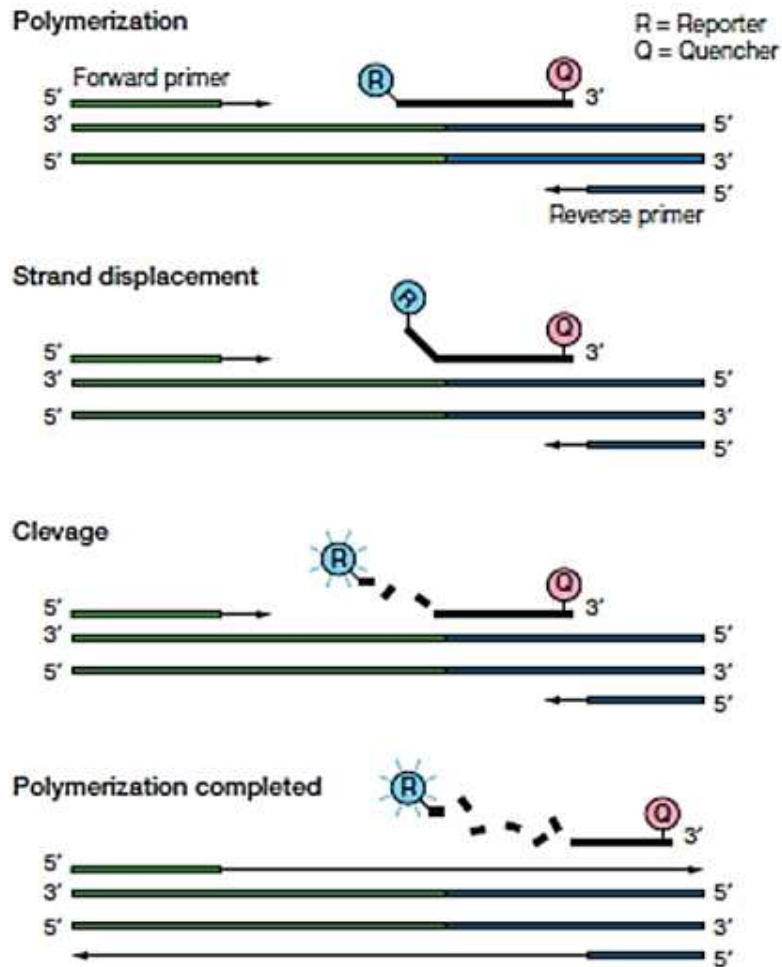 Polymerization
R = Reporter
Q = Quencher
Forward primer
R
Q
5′ 3′
3′ 5′
5′ 3′
5′
Reverse primer
Strand displacement
R
Q
5′ 3′
3′ 5′
5′ 3′
5′
Clevage
R
Q
5′ 3′
3′ 5′
5′ 3′
5′
Polymerization completed
R
Q
3′
5′
3′ 5′
5′ 3′
5′